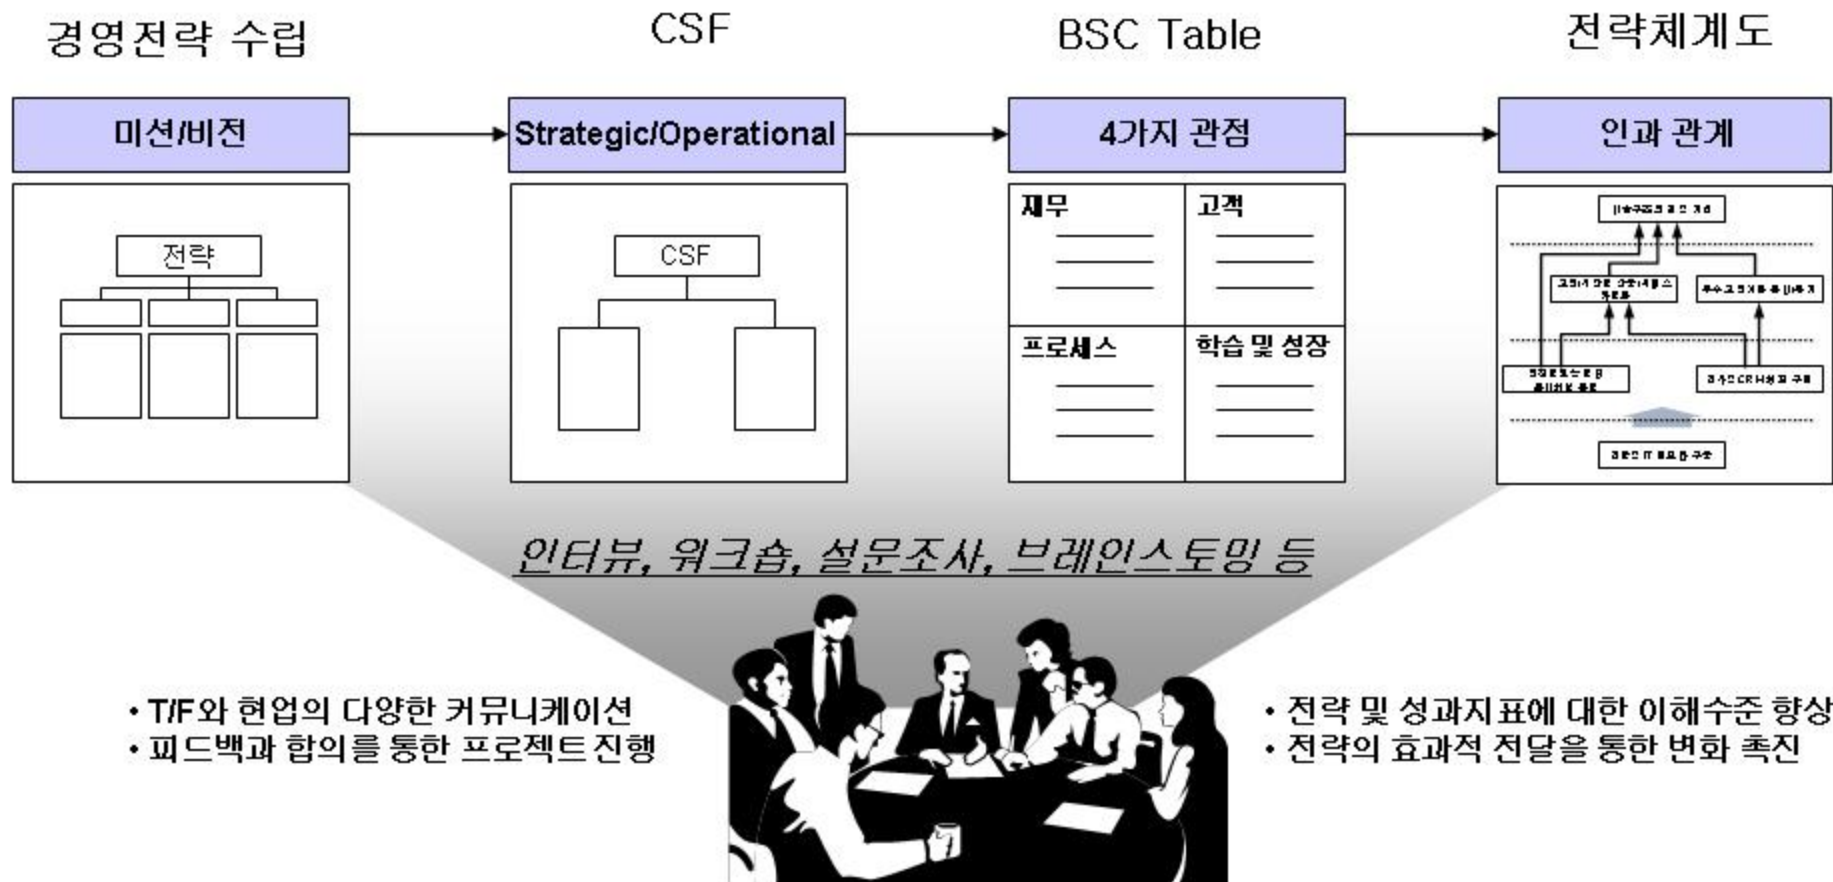 경영전략 수립
CSF
BSC Table
전략체계도
미션/비전
Strategic/Operational
4가지 관점
인과 관계
전략
CSF
재무
고객
프로세스
학습 및 성장
인터뷰, 워크숍, 설문조사, 브레인스토밍 등
• T/F와 현업의 다양한 커뮤니케이션
• 피드백과 합의를 통한 프로젝트 진행
• 전략 및 성과지표에 대한 이해수준 향상
• 전략의 효과적 전달을 통한 변화 촉진